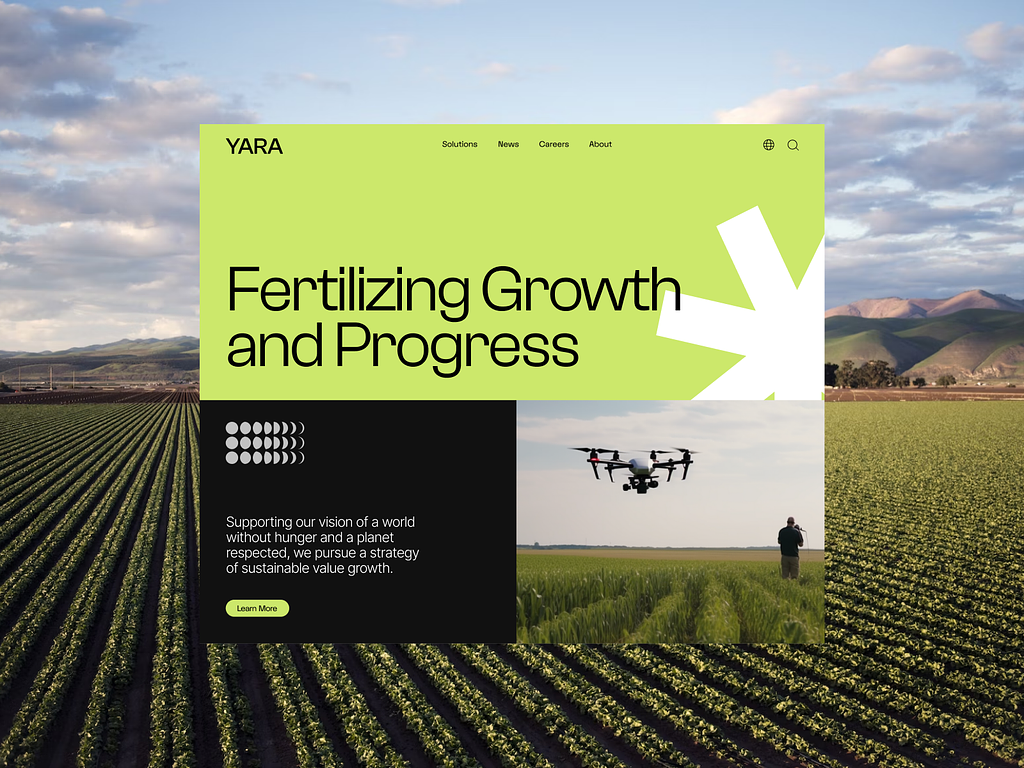 YARA
Solutions
News
Careers
About
Fertilizing Growth
and Progress
Supporting our vision of a world
without hunger and a planet
respected, we pursue a strategy
of sustainable value growth.
Learn More